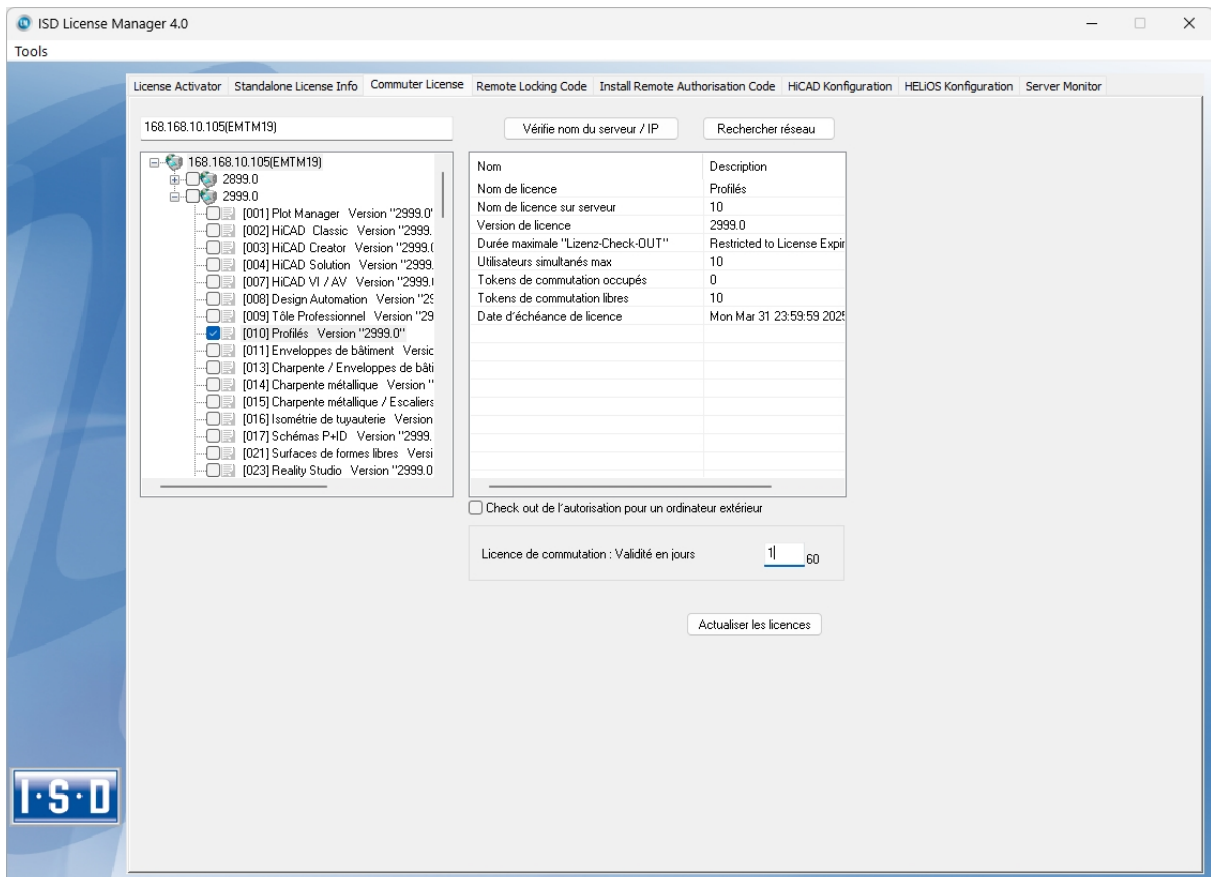 ISD License Manager 4.0
Tools
License Activator Standalone License Info Commuter License Remote Locking Code Install Remote Authorisation Code HiCAD Konfiguration HELiOS Konfiguration Server Monitor
168.168.10.105(EMTM19)
Vérifie nom du serveur / IP
Rechercher réseau
168.168.10.105(EMTM19)
2899.0
2999.0
[001] Plot Manager Version "2999.0"
[002] HiCAD Classic Version "2999.
[003] HiCAD Creator Version "2999.0
[004] HiCAD Solution Version "2999.
[007] HiCAD VI / AV Version "2999.
[008] Design Automation Version "29
[009] Tôle Professionnel Version "29
[010] Profilés Version "2999.0"
[011] Enveloppes de bâtiment Versio
[013] Charpente / Enveloppes de bâti
[014] Charpente métallique Version "
[015] Charpente métallique / Escaliers
[016] Isométrie de tuyauterie Version
[017] Schémas P+ID Version "2999.
[021] Surfaces de formes libres Versi
[023] Reality Studio Version "2999.0
Nom Description
Nom de licence Profilés
Nom de licence sur serveur 10
Version de licence 2999.0
Durée maximale "Lizenz-Check-OUT" Restricted to License Expir
Utilisateurs simultanés max 10
Tokens de commutation occupés 0
Tokens de commutation libres 10
Date d´échéance de licence Mon Mar 31 23:59:59 2025
Check out de l´autorisation pour un ordinateur extérieur
Licence de commutation : Validité en jours 1 60
Actualiser les licences
I·S·D